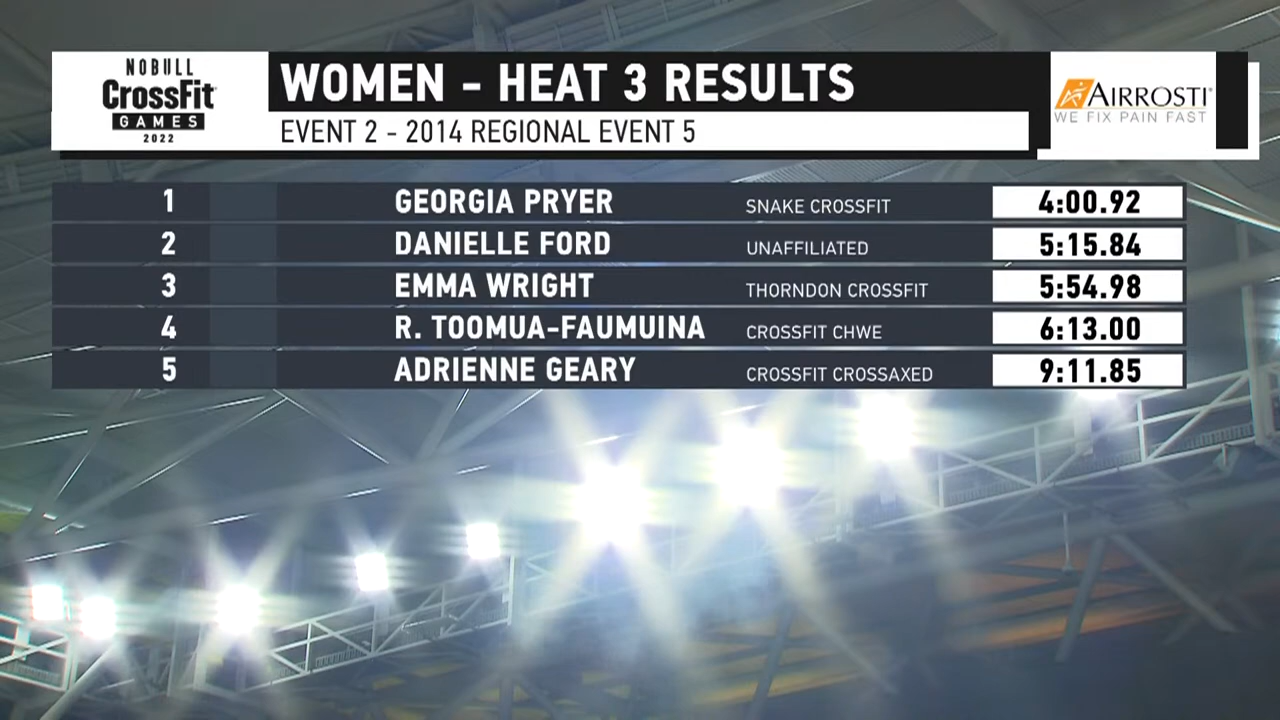 NOBULL
CrossFit
GAMES
2022
WOMEN - HEAT 3 RESULTS
EVENT 2 - 2014 REGIONAL EVENT 5
AIRROSTI
WE FIX PAIN FAST
1 GEORGIA PRYER SNAKE CROSSFIT 4:00.92
2 DANIELLE FORD UNAFFILIATED 5:15.84
3 EMMA WRIGHT THORNDON CROSSFIT 5:54.98
4 R. TOOMUA-FAUMUINA CROSSFIT CHWE 6:13.00
5 ADRIENNE GEARY CROSSFIT CROSSAXED 9:11.85